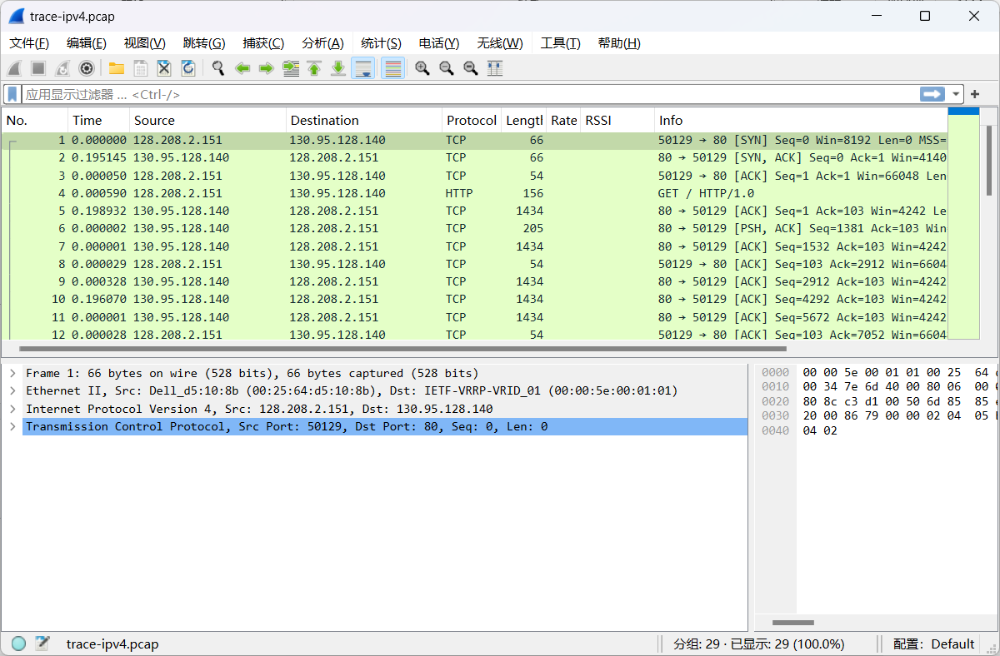 trace-ipv4.pcap
文件(F) 编辑(E) 视图(V) 跳转(G) 捕获(C) 分析(A) 统计(S) 电话(Y) 无线(W) 工具(T) 帮助(H)
应用显示过滤器 … <Ctrl-/>
No. Time Source Destination Protocol Lengtl Rate RSSI Info
1 0.000000 128.208.2.151 130.95.128.140 TCP 66 50129 → 80 [SYN] Seq=0 Win=8192 Len=0 MSS=
2 0.195145 130.95.128.140 128.208.2.151 TCP 66 80 → 50129 [SYN, ACK] Seq=0 Ack=1 Win=4140
3 0.000050 128.208.2.151 130.95.128.140 TCP 54 50129 → 80 [ACK] Seq=1 Ack=1 Win=66048 Len
4 0.000590 128.208.2.151 130.95.128.140 HTTP 156 GET / HTTP/1.0
5 0.198932 130.95.128.140 128.208.2.151 TCP 1434 80 → 50129 [ACK] Seq=1 Ack=103 Win=4242 Le
6 0.000002 130.95.128.140 128.208.2.151 TCP 205 80 → 50129 [PSH, ACK] Seq=1381 Ack=103 Win
7 0.000001 130.95.128.140 128.208.2.151 TCP 1434 80 → 50129 [ACK] Seq=1532 Ack=103 Win=4242
8 0.000029 128.208.2.151 130.95.128.140 TCP 54 50129 → 80 [ACK] Seq=103 Ack=2912 Win=6604
9 0.000328 130.95.128.140 128.208.2.151 TCP 1434 80 → 50129 [ACK] Seq=2912 Ack=103 Win=4242
10 0.196070 130.95.128.140 128.208.2.151 TCP 1434 80 → 50129 [ACK] Seq=4292 Ack=103 Win=4242
11 0.000001 130.95.128.140 128.208.2.151 TCP 1434 80 → 50129 [ACK] Seq=5672 Ack=103 Win=4242
12 0.000028 128.208.2.151 130.95.128.140 TCP 54 50129 → 80 [ACK] Seq=103 Ack=7052 Win=6604
Frame 1: 66 bytes on wire (528 bits), 66 bytes captured (528 bits)
Ethernet II, Src: Dell_d5:10:8b (00:25:64:d5:10:8b), Dst: IETF-VRRP-VRID_01 (00:00:5e:00:01:01)
Internet Protocol Version 4, Src: 128.208.2.151, Dst: 130.95.128.140
Transmission Control Protocol, Src Port: 50129, Dst Port: 80, Seq: 0, Len: 0
0000 00 00 5e 00 01 01 00 25 64
0010 00 34 7e 6d 40 00 80 06 00
0020 80 8c c3 d1 00 50 6d 85 85
0030 20 00 86 79 00 00 02 04 05
0040 04 02
trace-ipv4.pcap 分组: 29 · 已显示: 29 (100.0%) 配置: Default